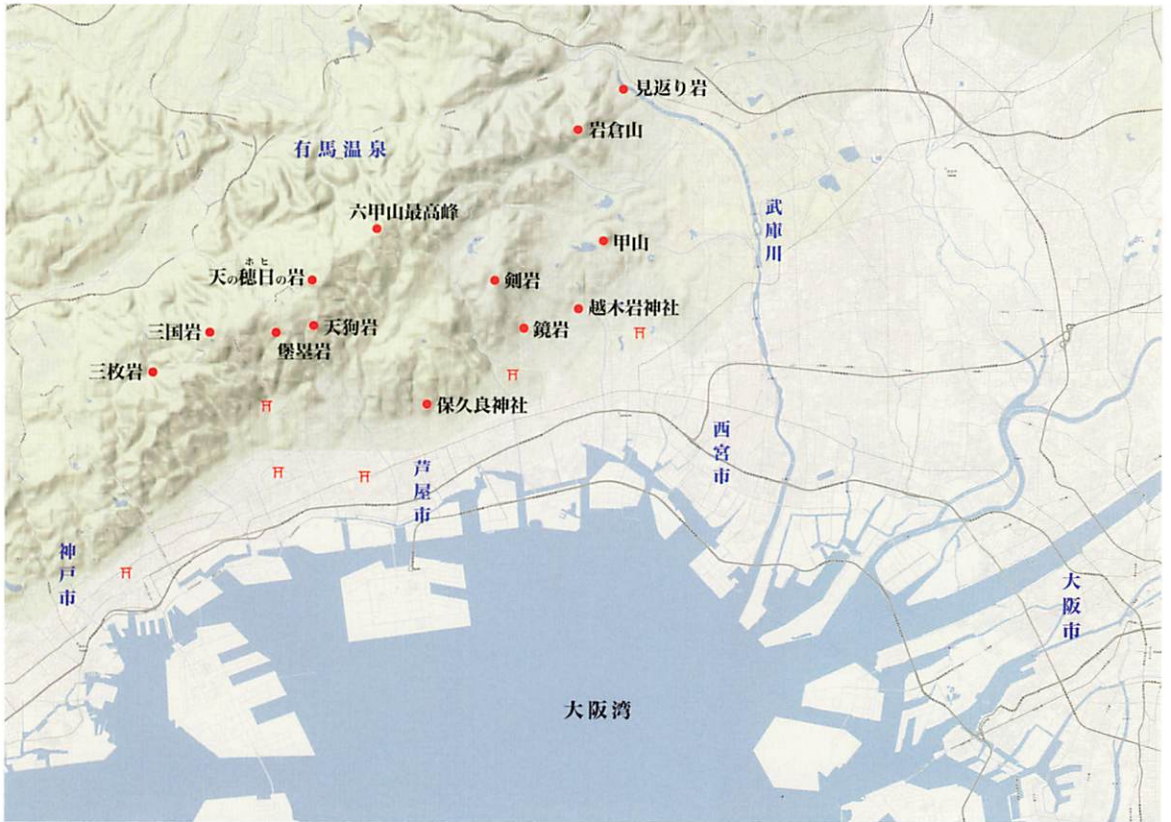 見返り岩
岩倉山
有馬温泉
武庫川
六甲山最高峰
甲山
ホヒ
天の穂日の岩
剣岩
越木岩神社
天狗岩
鏡岩
三国岩
堡塁岩
三枚岩
保久良神社
西宮市
芦屋市
神戸市
大阪市
大阪湾